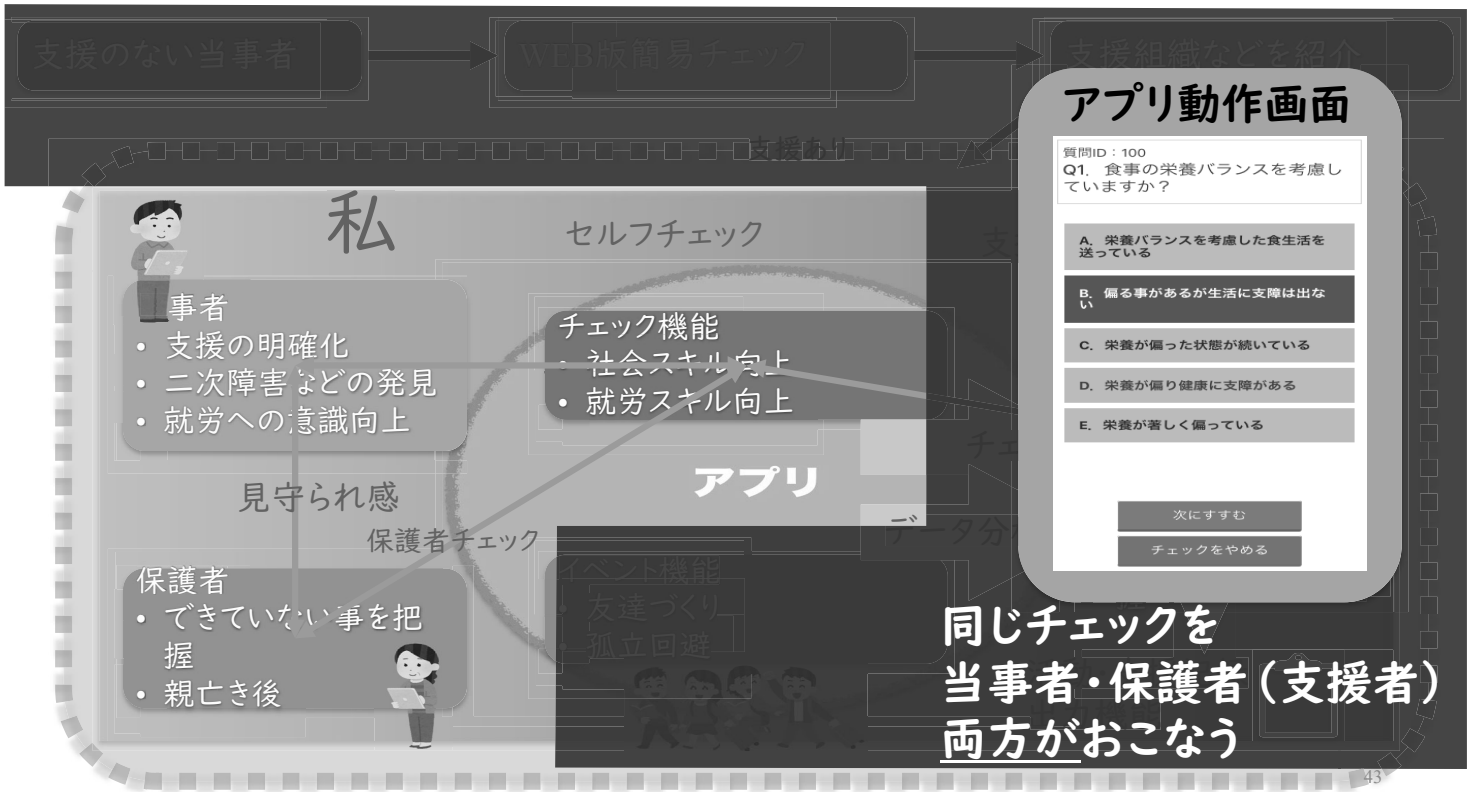 支援のない当事者
WEB版簡易チェック
支援組織などを紹介
支援あり
アプリ動作画面
質問ID：100
Q1. 食事の栄養バランスを考慮し
ていますか？
A. 栄養バランスを考慮した食生活を
送っている
B. 偏る事があるが生活に支障は出な
い
C. 栄養が偏った状態が続いている
D. 栄養が偏り健康に支障がある
E. 栄養が著しく偏っている
次にすすむ
チェックをやめる
私
セルフチェック
事者
• 支援の明確化
• 二次障害などの発見
• 就労への意識向上
チェック機能
• 社会スキル向上
• 就労スキル向上
アプリ
見守られ感
保護者チェック
データ分
保護者
• できていない事を把
握
• 親亡き後
イベント機能
• 友達づくり
• 孤立回避
同じチェックを
当事者・保護者（支援者）
両方がおこなう
43